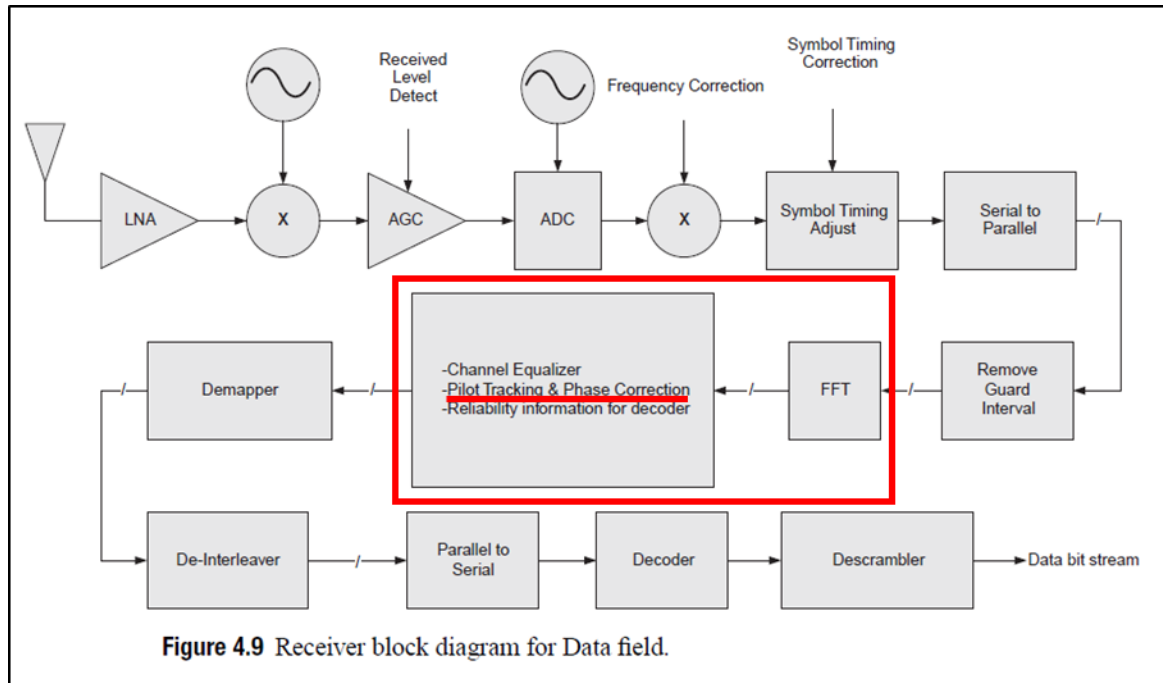 Received
Level
Detect
Symbol Timing
Correction
Frequency Correction
LNA
X
AGC
ADC
X
Symbol Timing
Adjust
Serial to
Parallel
Demapper
-Channel Equalizer
-Pilot Tracking & Phase Correction
-Reliability information for decoder
FFT
Remove
Guard
Interval
De-Interleaver
Parallel to
Serial
Decoder
Descrambler
Data bit stream
Figure 4.9 Receiver block diagram for Data field.